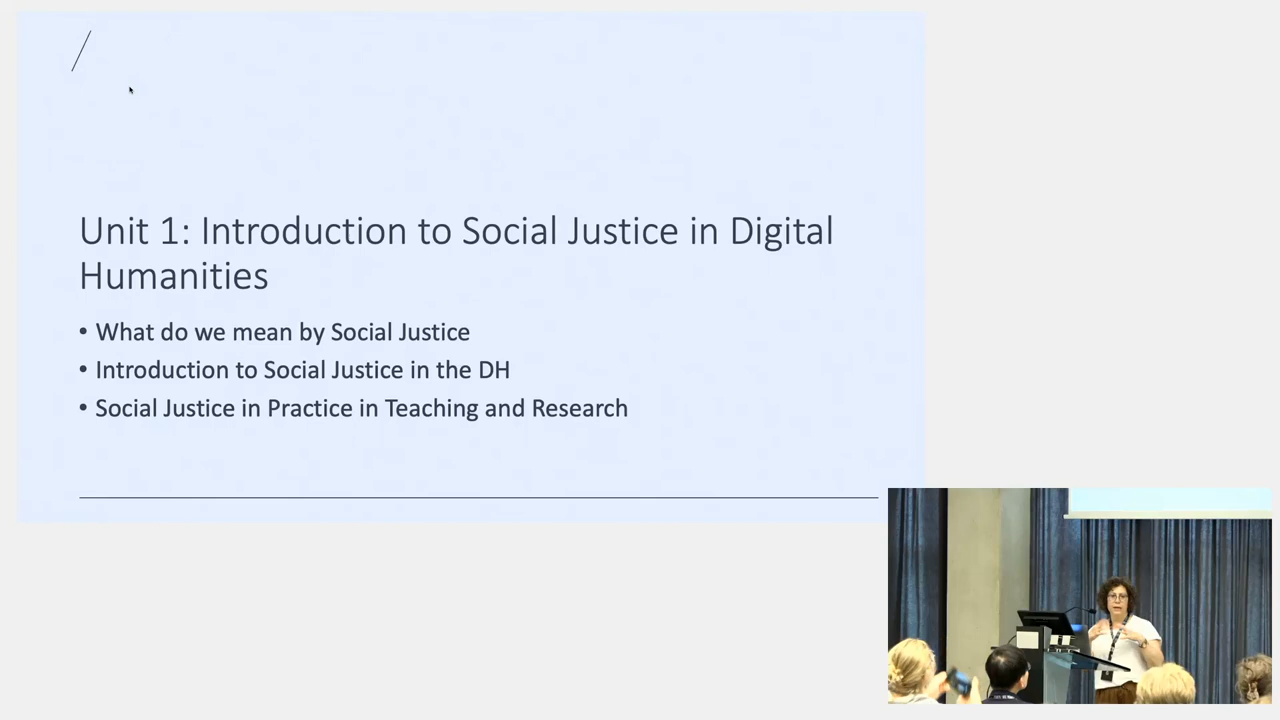 Unit 1: Introduction to Social Justice in Digital
Humanities
• What do we mean by Social Justice
• Introduction to Social Justice in the DH
• Social Justice in Practice in Teaching and Research